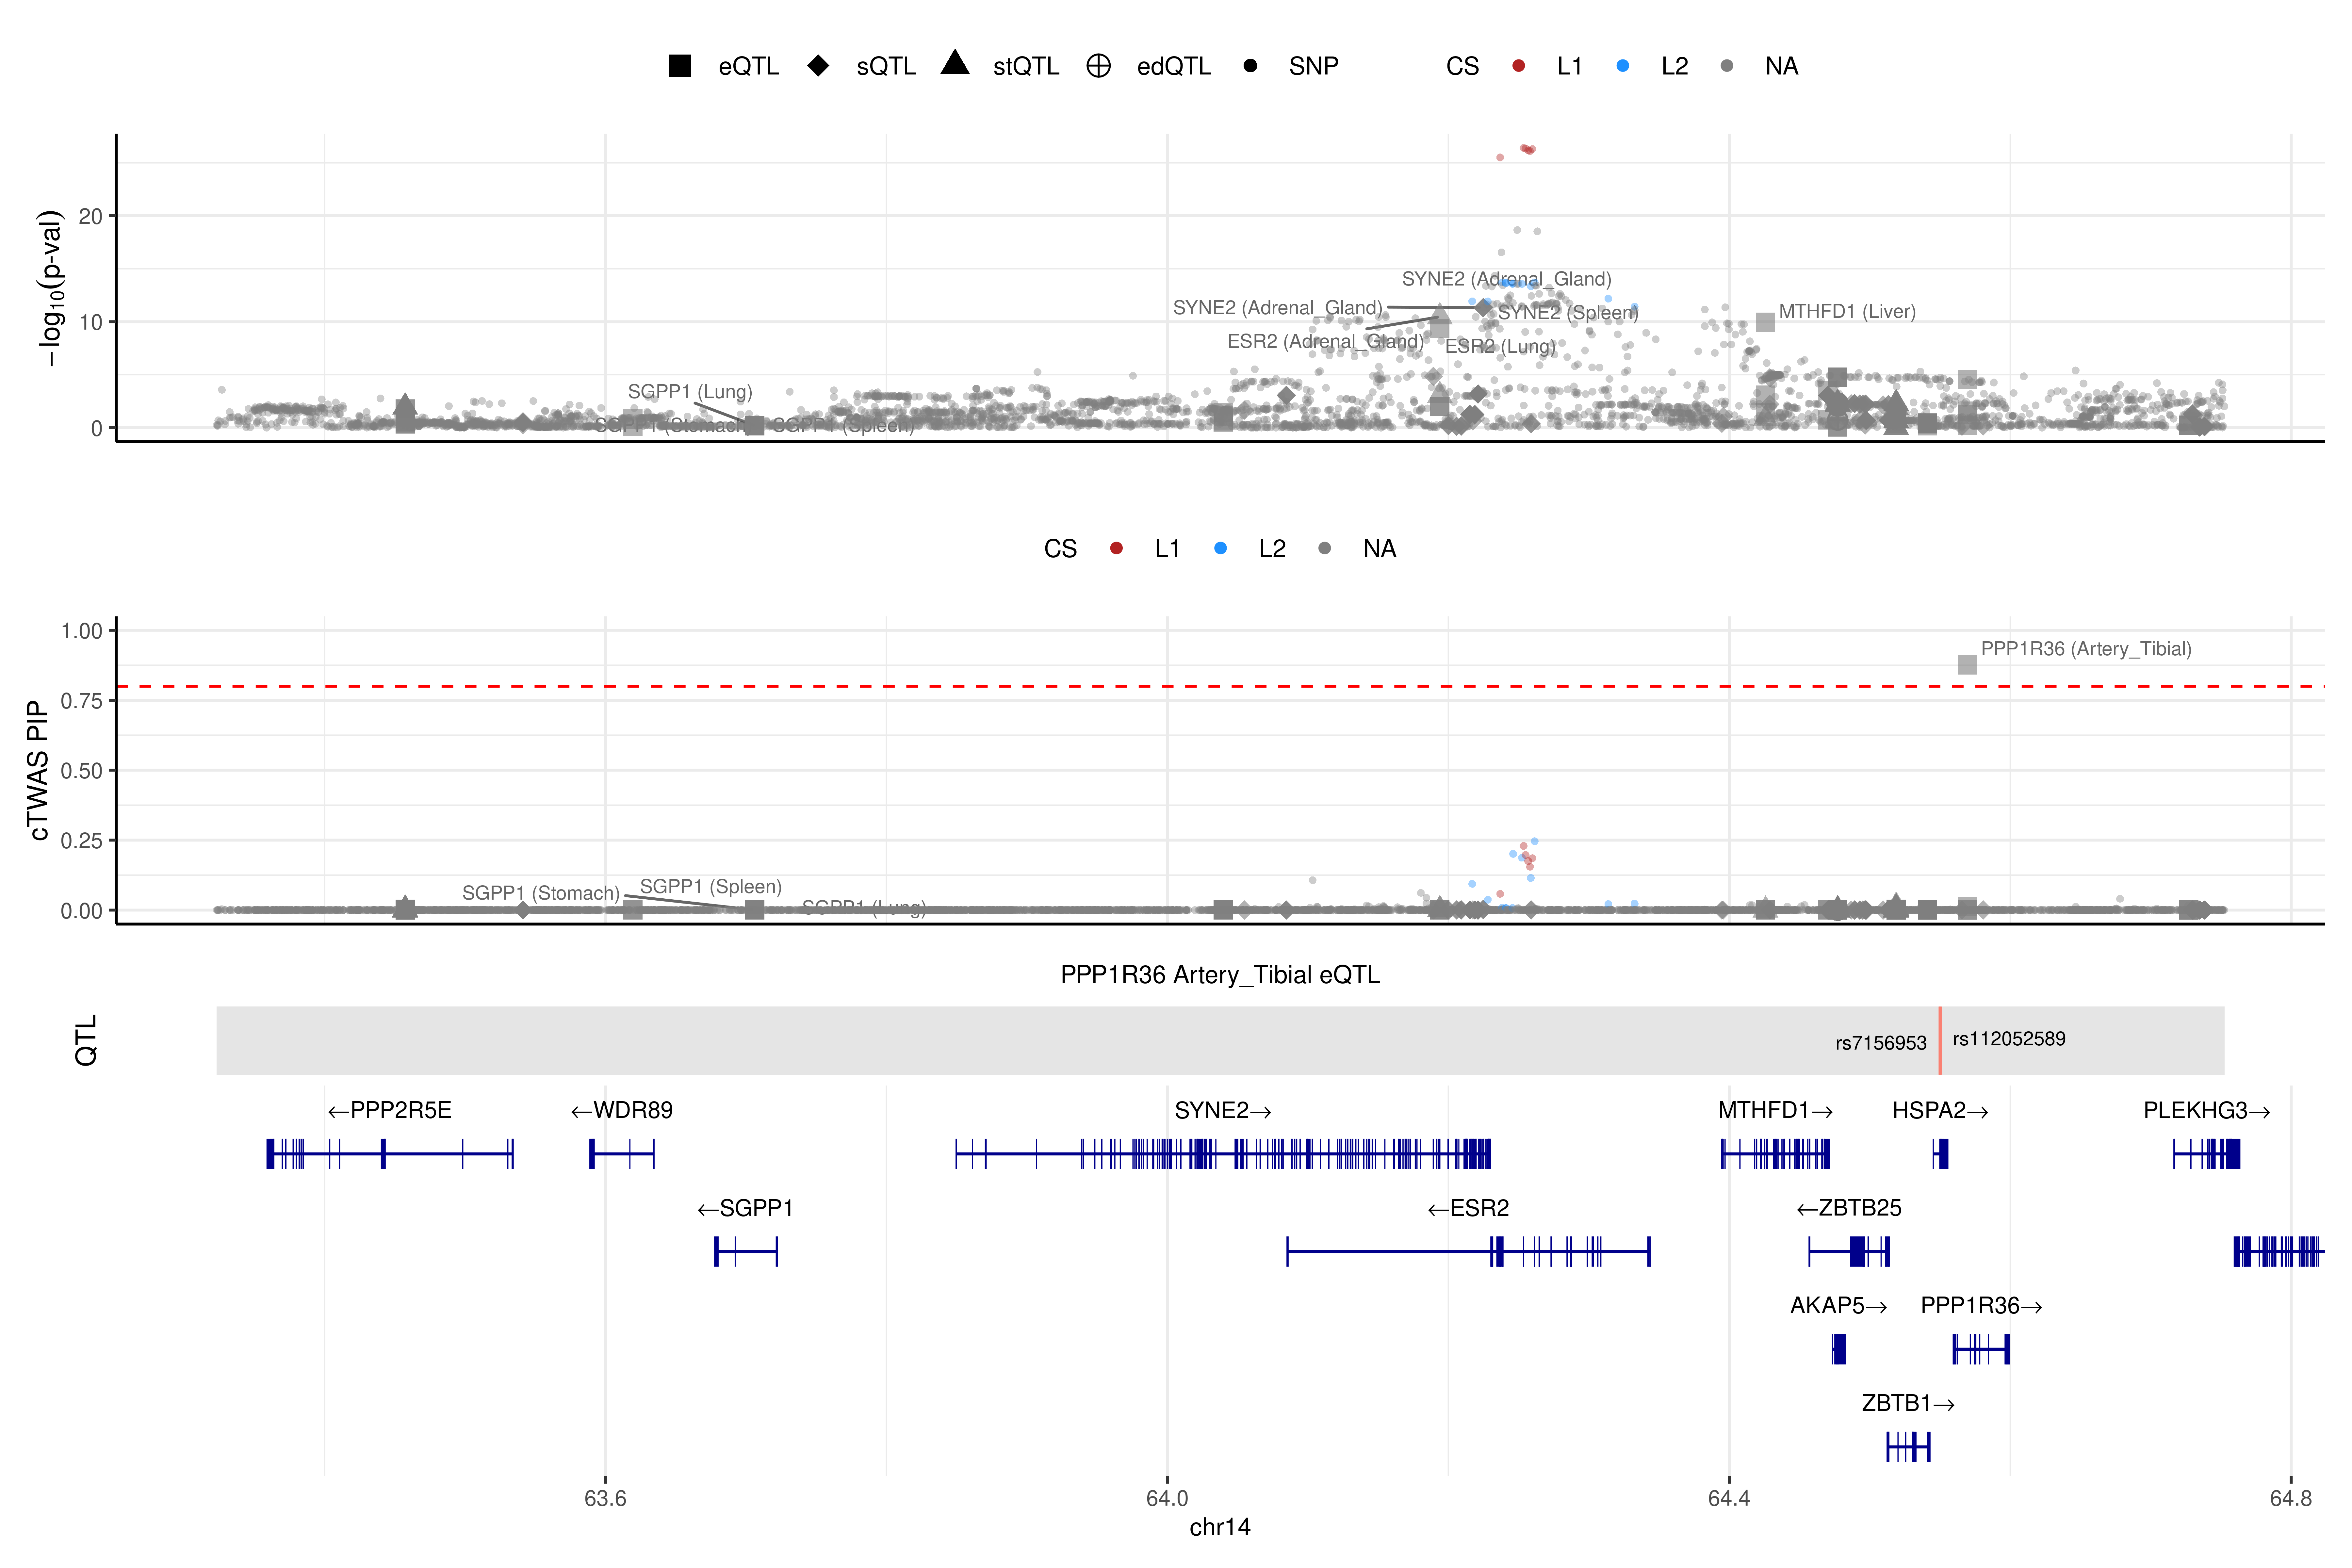 eQTL sQTL stQTL edQTL SNP CS L1 L2 NA
−log10(p-val)
20
10
0
SYNE2 (Adrenal_Gland)
SYNE2 (Adrenal_Gland)
SYNE2 (Spleen)
MTHFD1 (Liver)
ESR2 (Adrenal_Gland)
ESR2 (Lung)
SGPP1 (Lung)
SGPP1 (Stomach)
SGPP1 (Spleen)
CS L1 L2 NA
cTWAS PIP
1.00
0.75
0.50
0.25
0.00
PPP1R36 (Artery_Tibial)
SGPP1 (Stomach)
SGPP1 (Spleen)
SGPP1 (Lung)
PPP1R36 Artery_Tibial eQTL
QTL
rs7156953
rs112052589
←PPP2R5E
←WDR89
SYNE2→
MTHFD1→
HSPA2→
PLEKHG3→
←SGPP1
←ESR2
←ZBTB25
AKAP5→
PPP1R36→
ZBTB1→
63.6
64.0
64.4
64.8
chr14